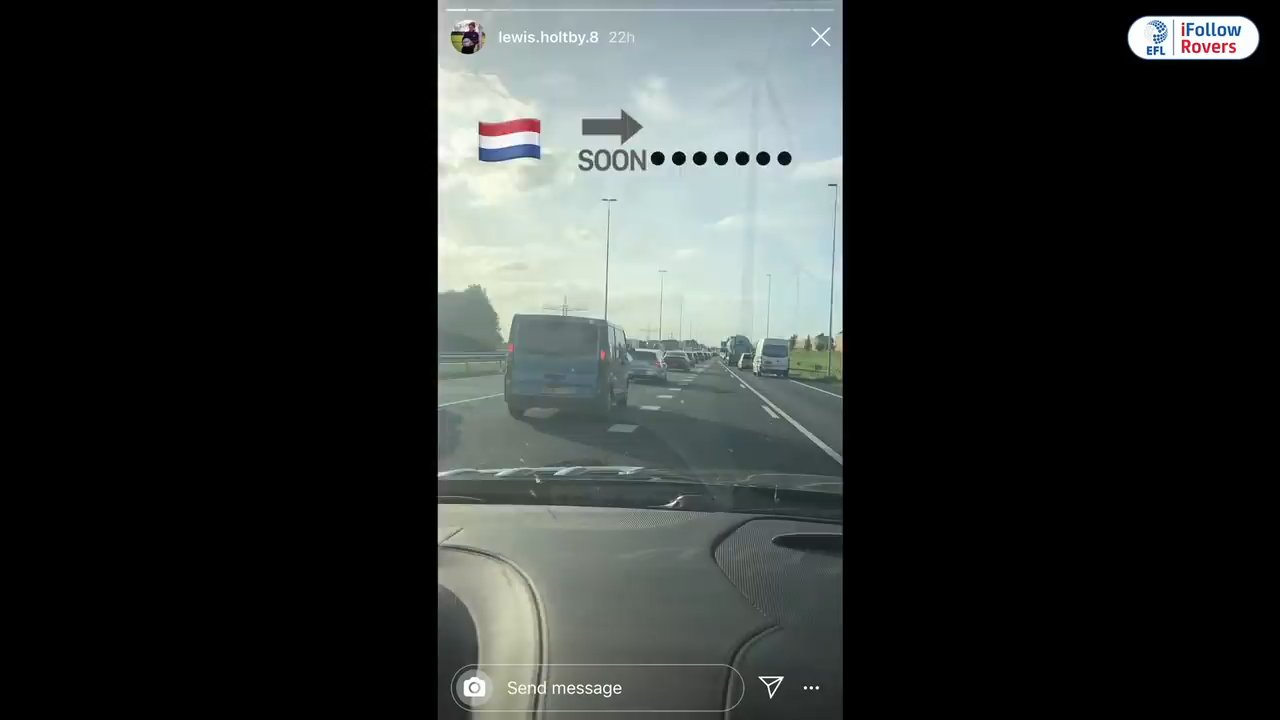 lewis.holtby.8 22h
iFollow
Rovers
EFL
SOON
Send message